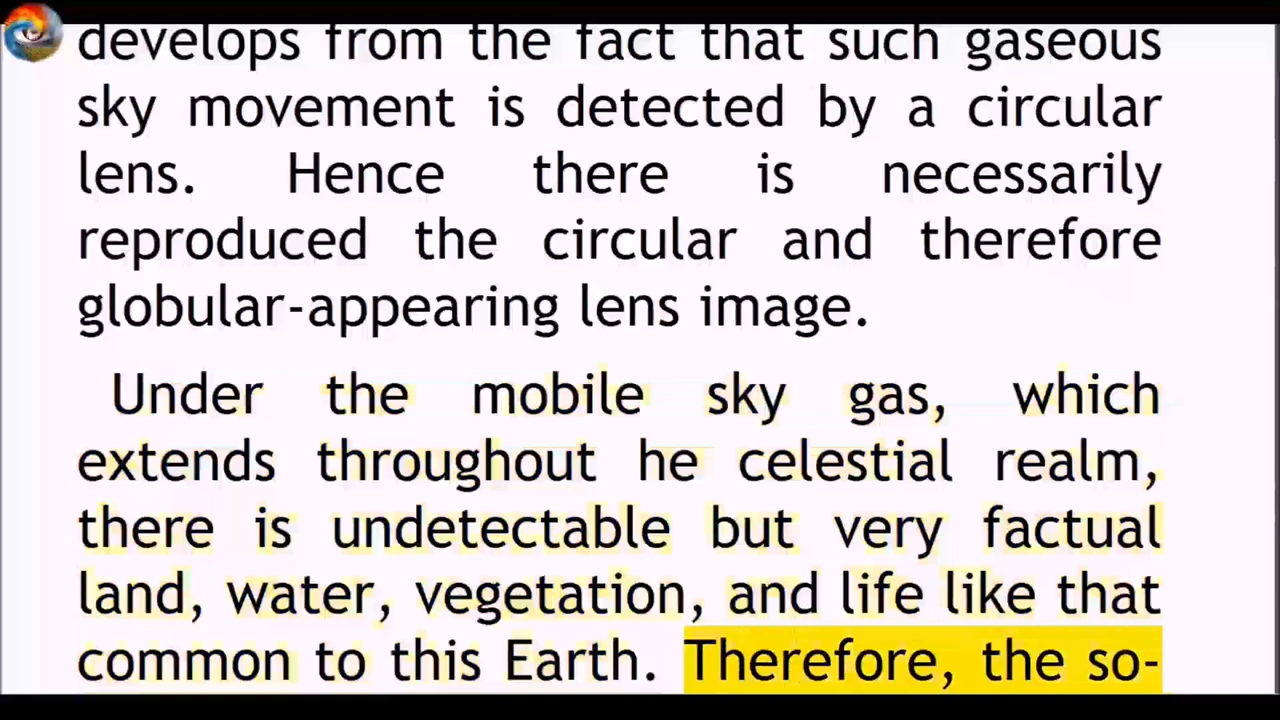 develops from the fact that such gaseous
sky movement is detected by a circular
lens. Hence there is necessarily
reproduced the circular and therefore
globular-appearing lens image.
Under the mobile sky gas, which
extends throughout he celestial realm,
there is undetectable but very factual
land, water, vegetation, and life like that
common to this Earth. Therefore, the so-